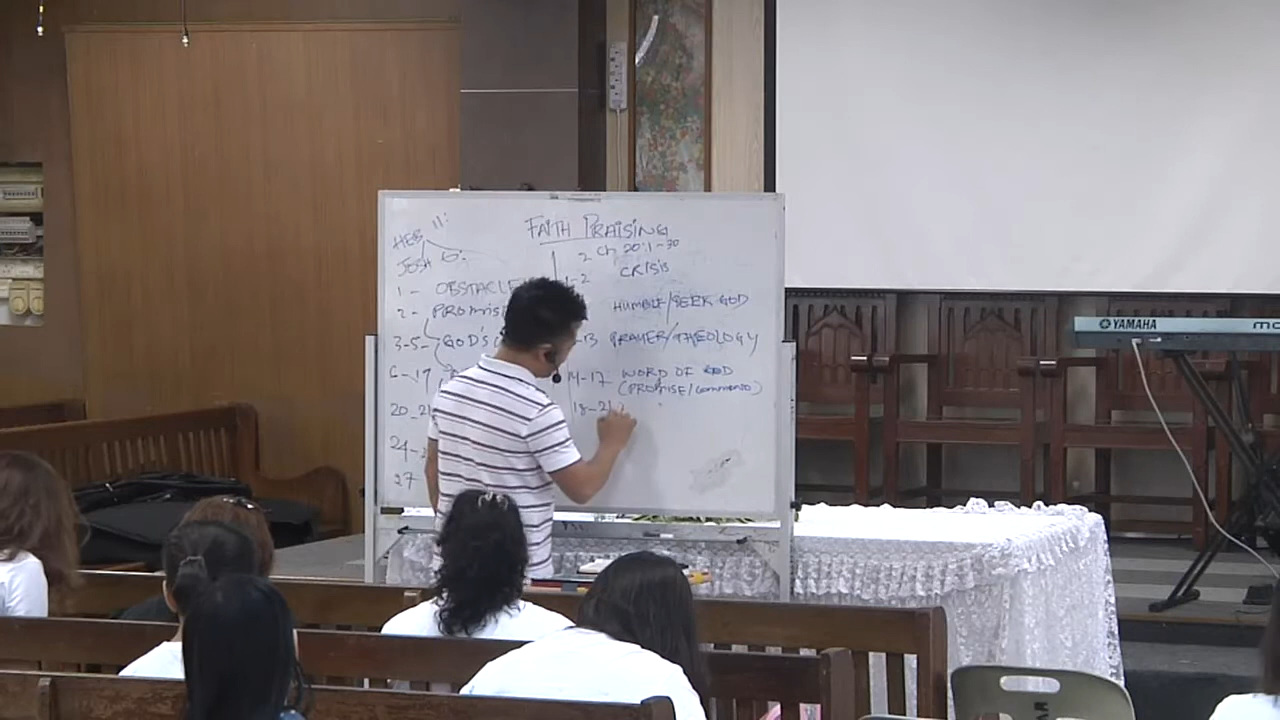 FAITH PRAISING
2 Ch 20:1-30
HEB 11:
JOSH 6:
1 - OBSTACLE
2 - PROMISE
3-5- GOD'S
6-19
20-21
24-2
27
1-2 CRISIS
HUMBLE/SEEK GOD
-13 PRAYER/THEOLOGY
14-17 WORD OF GOD
(PROMISE/command)
18-21
YAMAHA